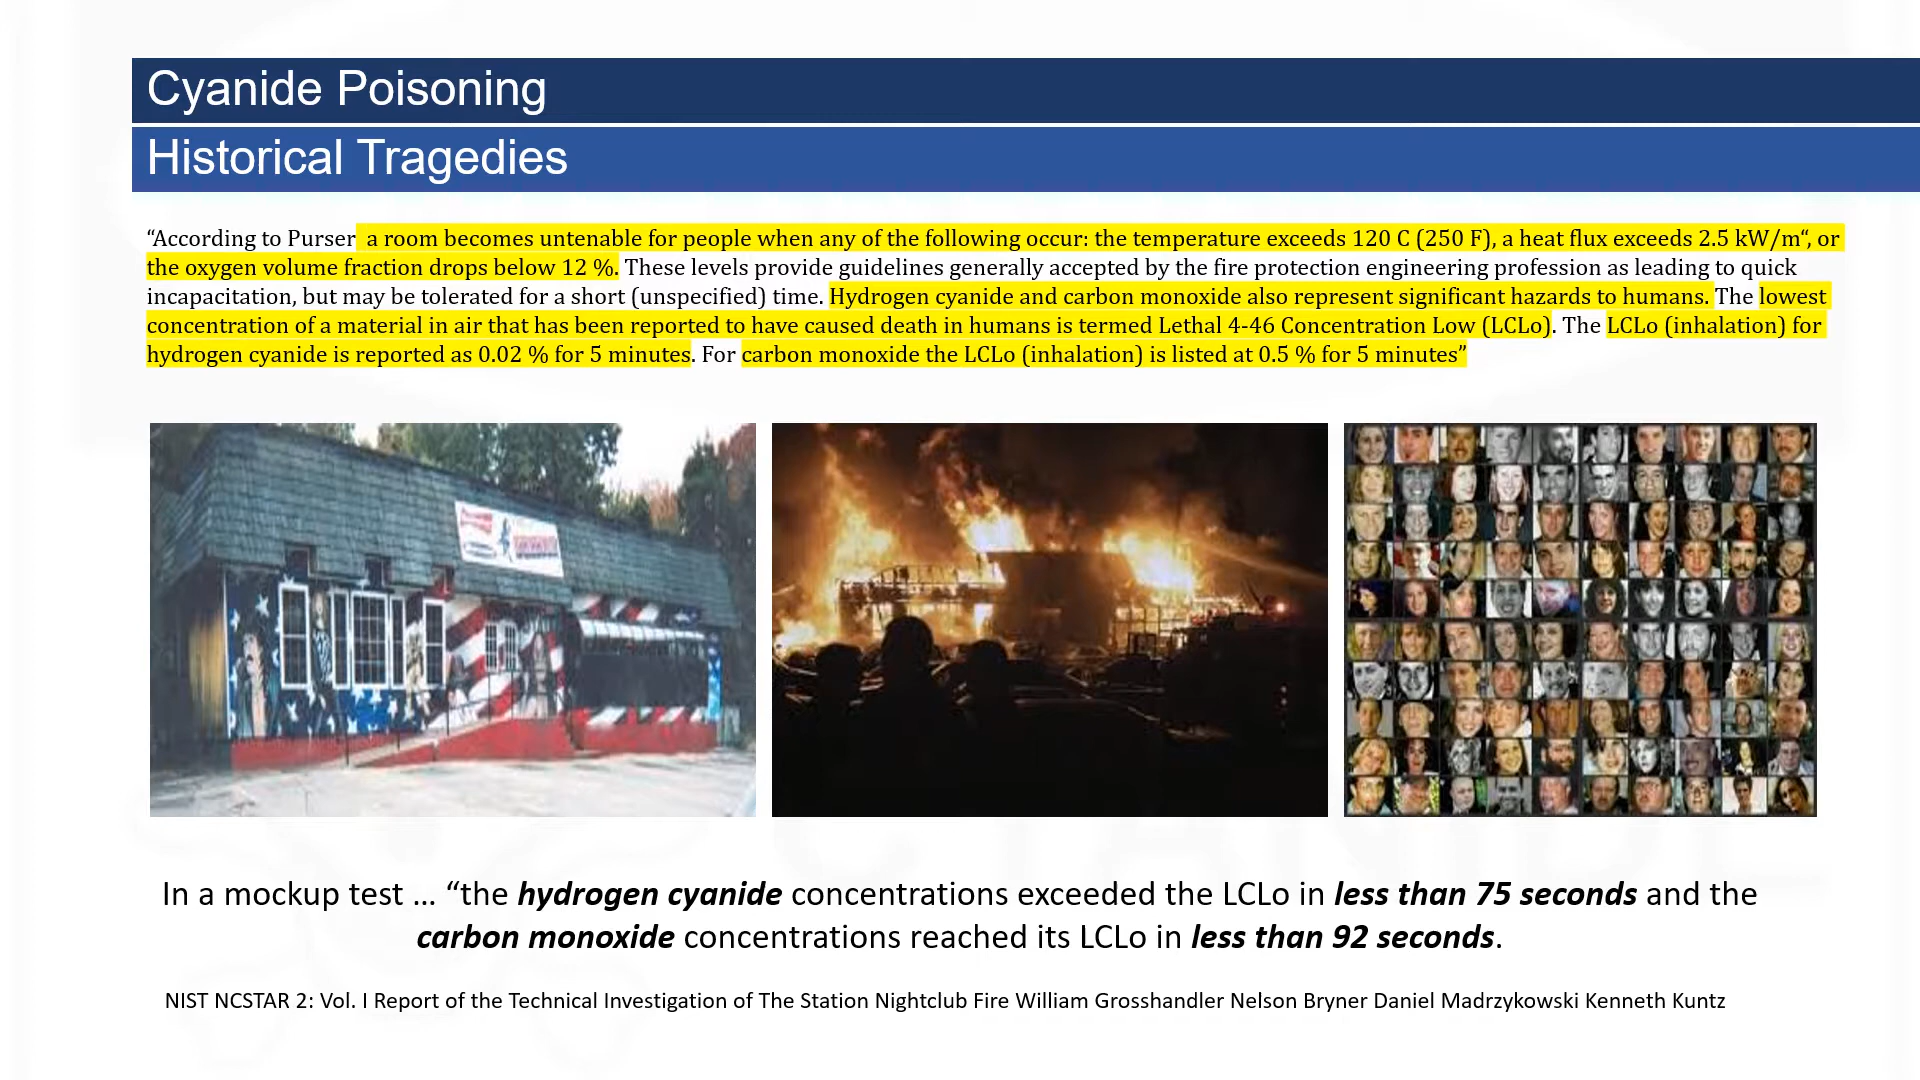 Cyanide Poisoning
Historical Tragedies
“According to Purser  a room becomes untenable for people when any of the following occur: the temperature exceeds 120 C (250 F), a heat flux exceeds 2.5 kW/m“, or
the oxygen volume fraction drops below 12 %. These levels provide guidelines generally accepted by the fire protection engineering profession as leading to quick
incapacitation, but may be tolerated for a short (unspecified) time. Hydrogen cyanide and carbon monoxide also represent significant hazards to humans. The lowest
concentration of a material in air that has been reported to have caused death in humans is termed Lethal 4-46 Concentration Low (LCLo). The LCLo (inhalation) for
hydrogen cyanide is reported as 0.02 % for 5 minutes. For carbon monoxide the LCLo (inhalation) is listed at 0.5 % for 5 minutes”
In a mockup test … “the hydrogen cyanide concentrations exceeded the LCLo in less than 75 seconds and the
carbon monoxide concentrations reached its LCLo in less than 92 seconds.
NIST NCSTAR 2: Vol. I Report of the Technical Investigation of The Station Nightclub Fire William Grosshandler Nelson Bryner Daniel Madrzykowski Kenneth Kuntz